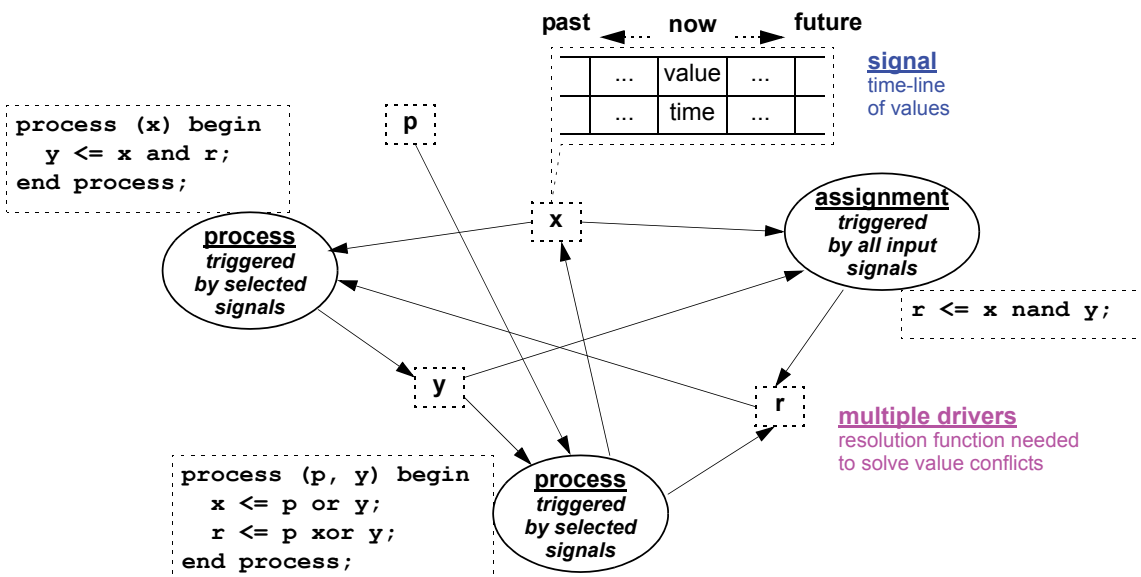 past now future
... value ...
... time ...
signal
time-line
of values
process (x) begin
y <= x and r;
end process;
p
x
process
triggered
by selected
signals
assignment
triggered
by all input
signals
r <= x nand y;
y
r
multiple drivers
resolution function needed
to solve value conflicts
process (p, y) begin
x <= p or y;
r <= p xor y;
end process;
process
triggered
by selected
signals